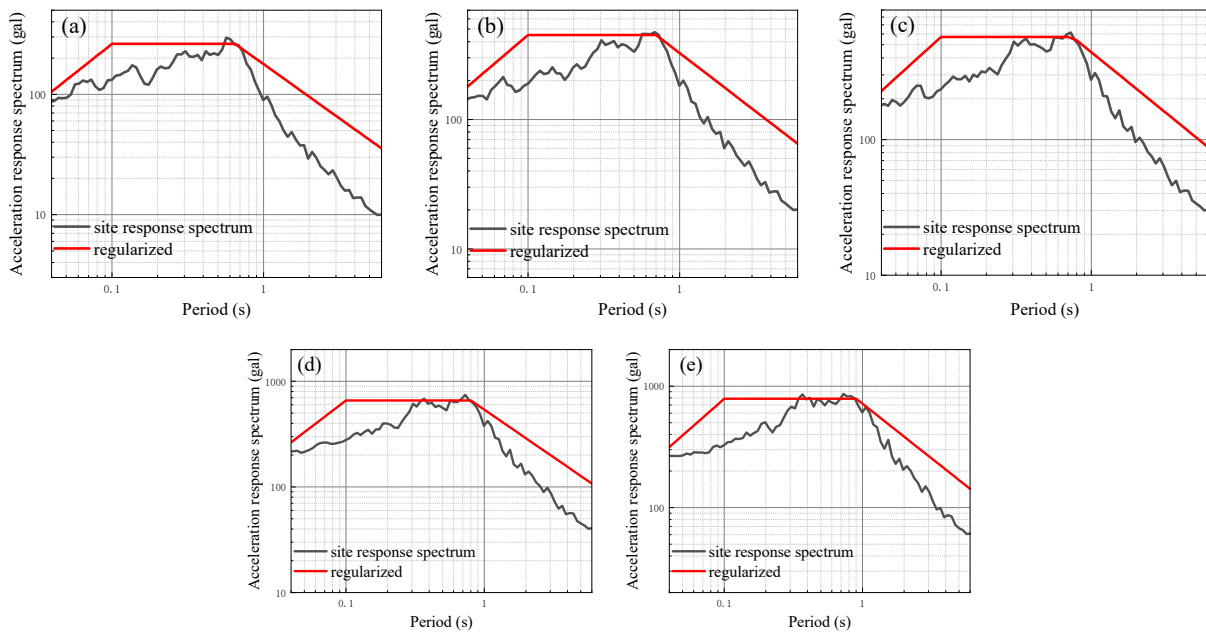 (a)
Acceleration response spectrum (gal)
100
10
site response spectrum
regularized
0.1
1
Period (s)
(b)
Acceleration response spectrum (gal)
100
10
site response spectrum
regularized
0.1
1
Period (s)
(c)
Acceleration response spectrum (gal)
100
10
site response spectrum
regularized
0.1
1
Period (s)
(d)
Acceleration response spectrum (gal)
1000
100
10
site response spectrum
regularized
0.1
1
Period (s)
(e)
Acceleration response spectrum (gal)
1000
100
site response spectrum
regularized
0.1
1
Period (s)